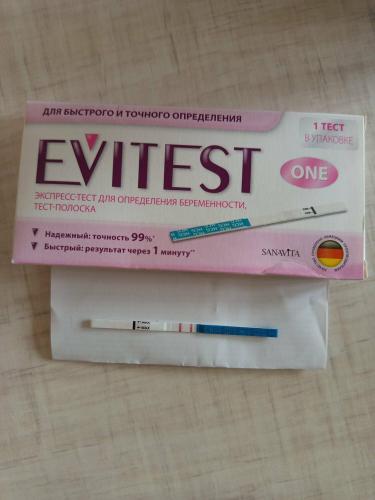 ДЛЯ БЫСТРОГО И ТОЧНОГО ОПРЕДЕЛЕНИЯ
1 ТЕСТ
В УПАКОВКЕ
EVITEST
ONE
ЭКСПРЕСС-ТЕСТ ДЛЯ ОПРЕДЕЛЕНИЯ БЕРЕМЕННОСТИ,
ТЕСТ-ПОЛОСКА
Надежный: точность 99%*
Быстрый: результат через 1 минуту**
SANAVITA